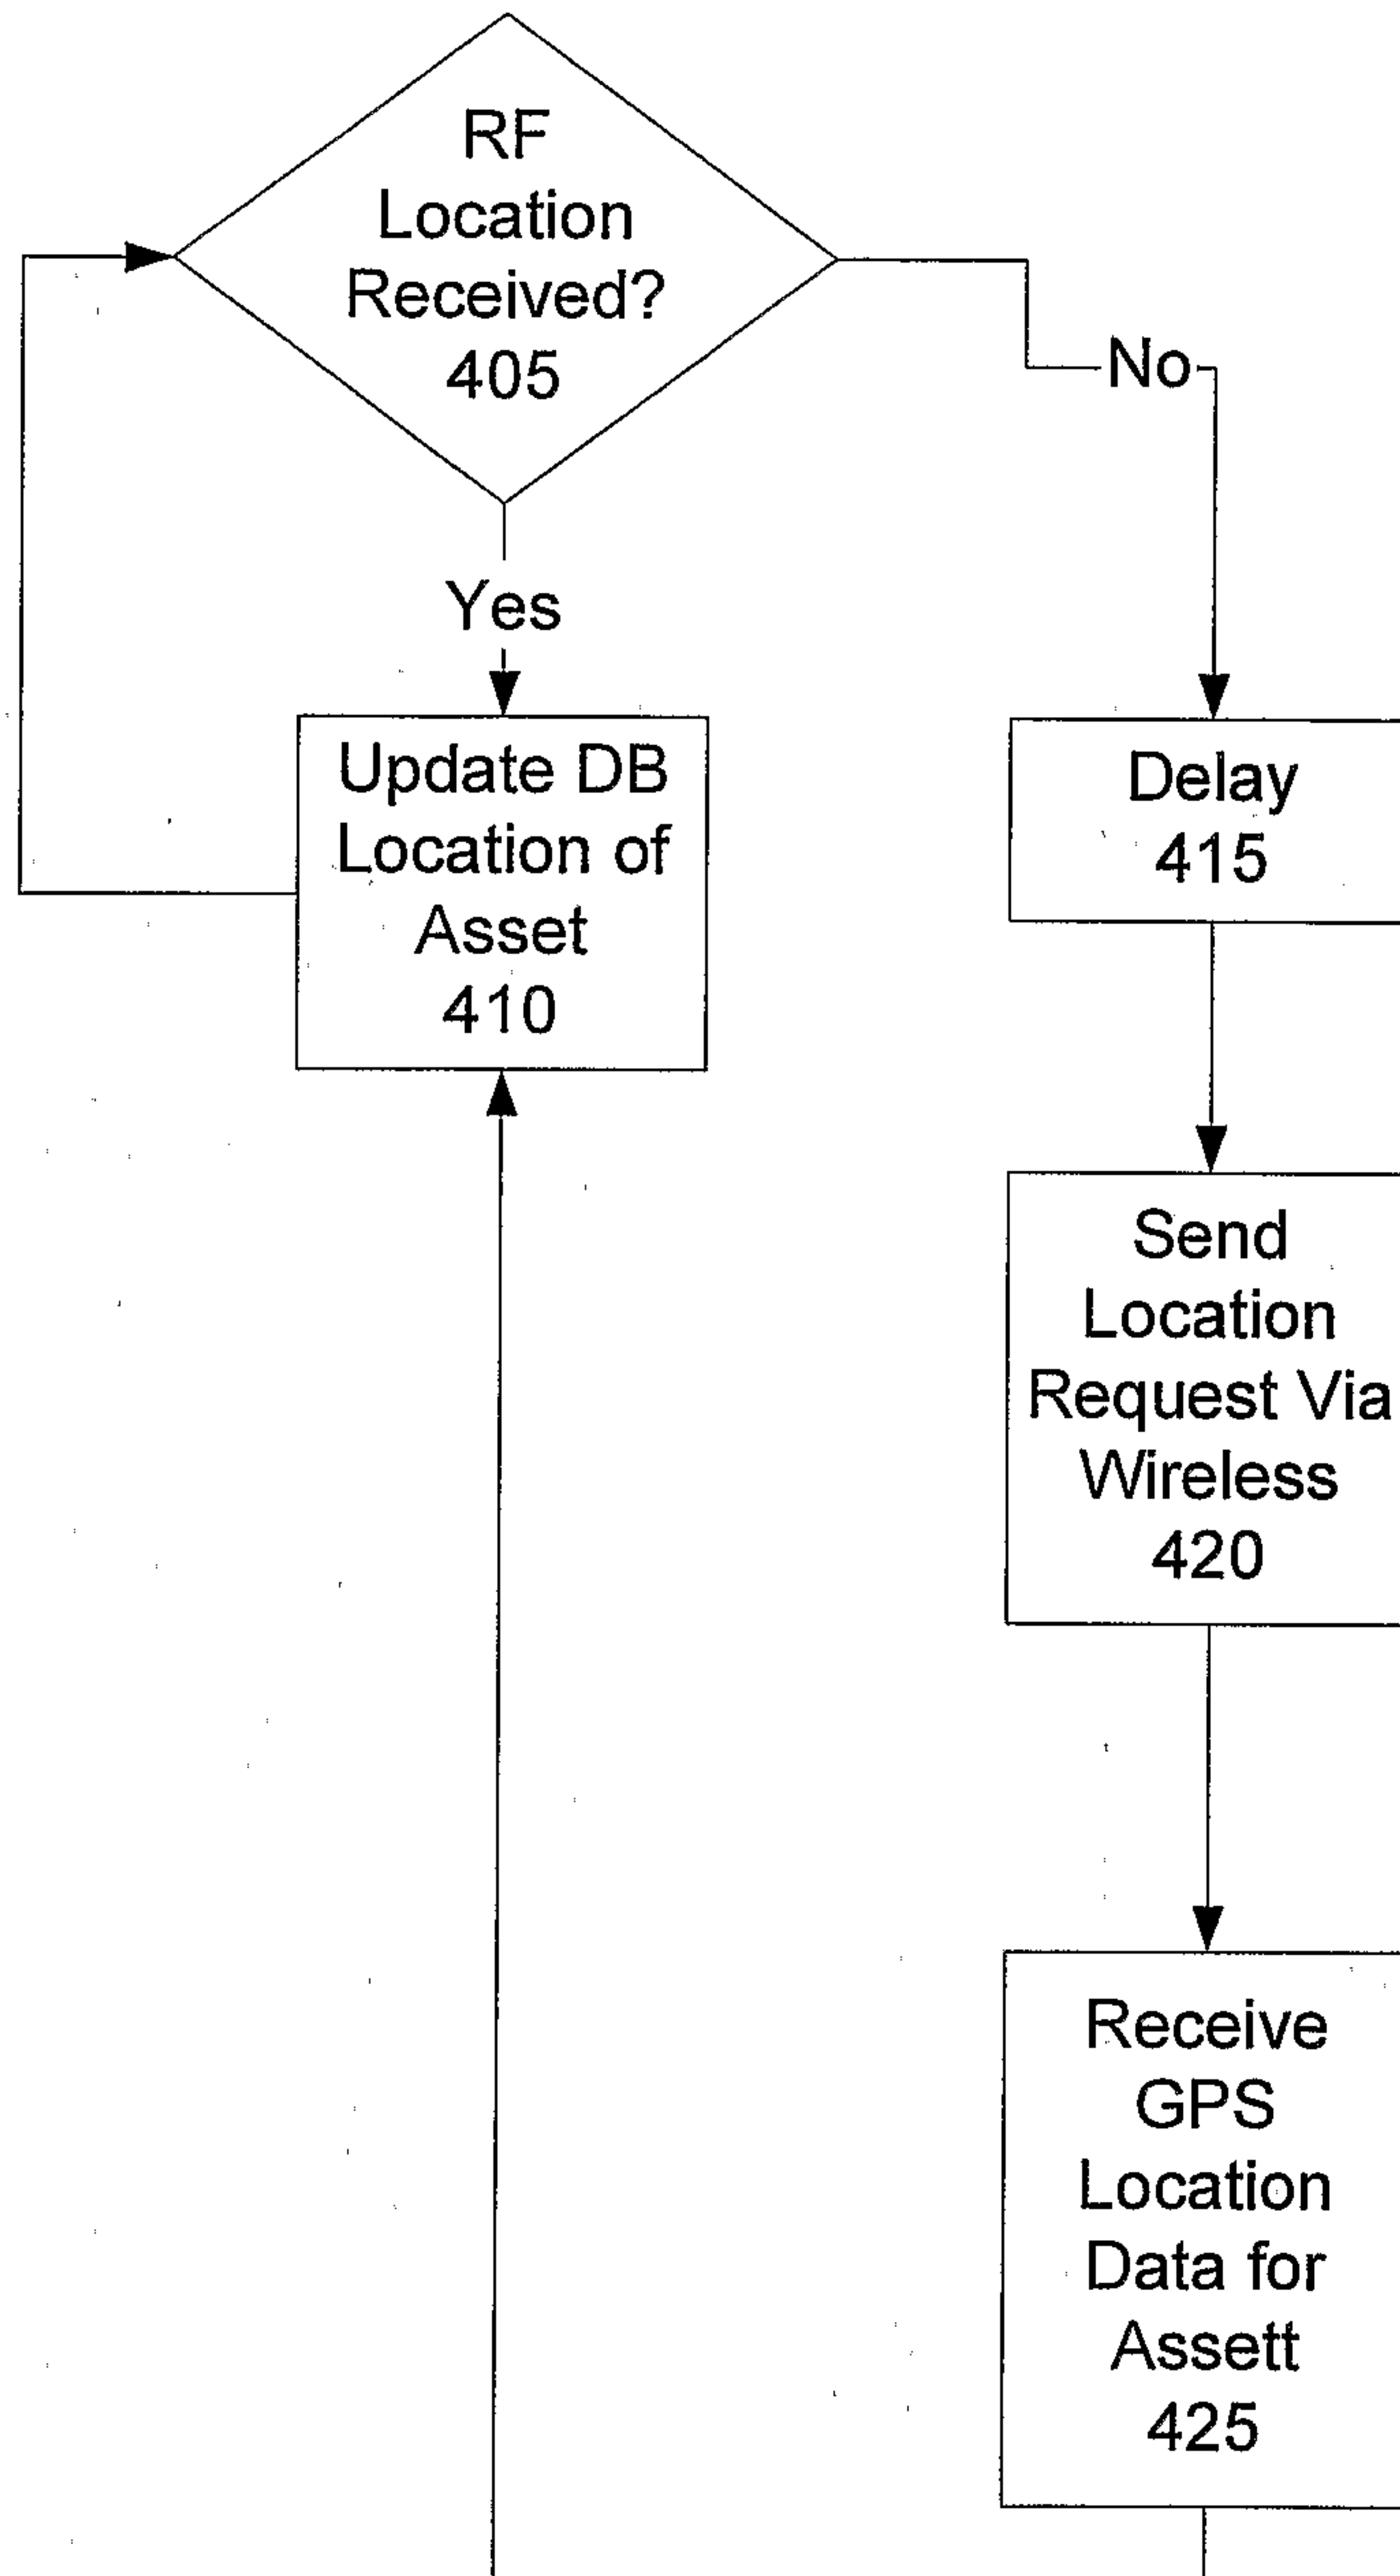 RF
Location
Received?
405
No
Yes
Update DB
Location of
Asset
410
Delay
415
Send
Location
Request Via
Wireless
420
Receive
GPS
Location
Data for
Assett
425